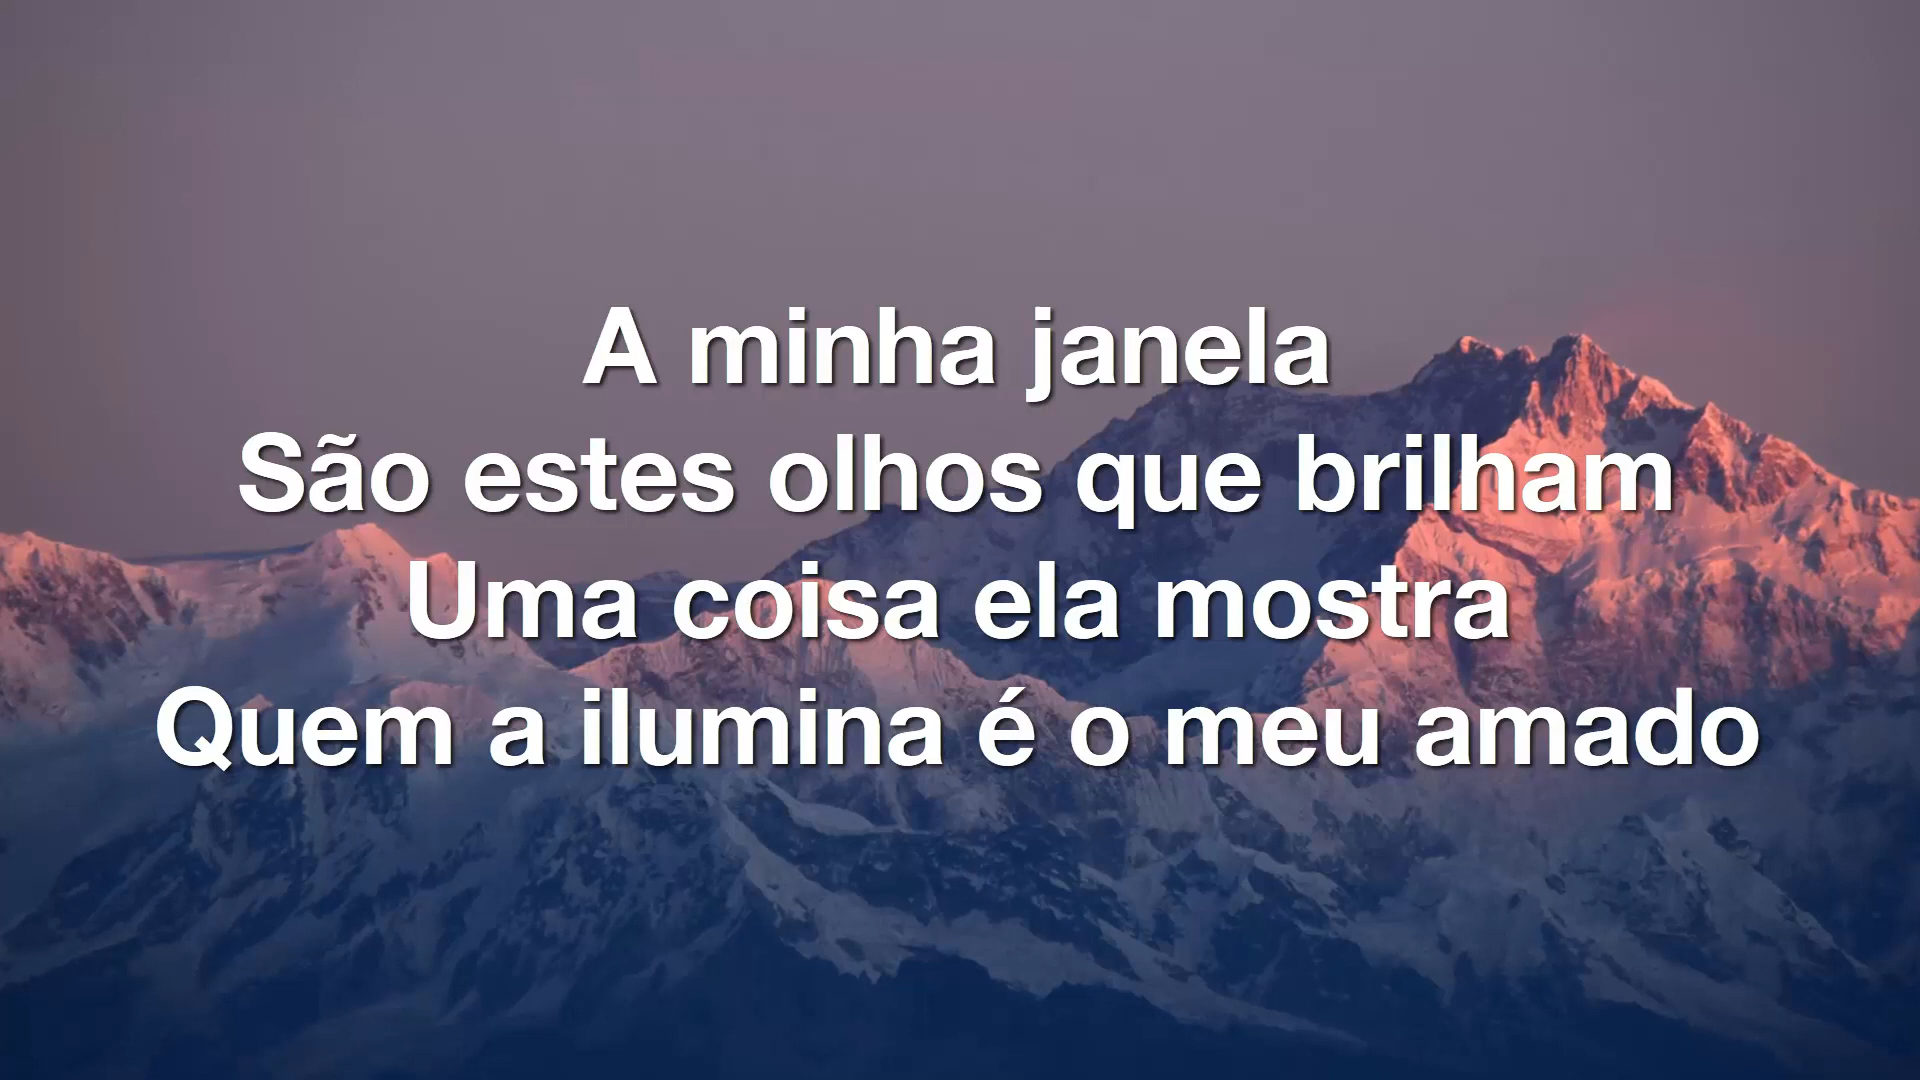 A minha janela
São estes olhos que brilham
Uma coisa ela mostra
Quem a ilumina é o meu amado